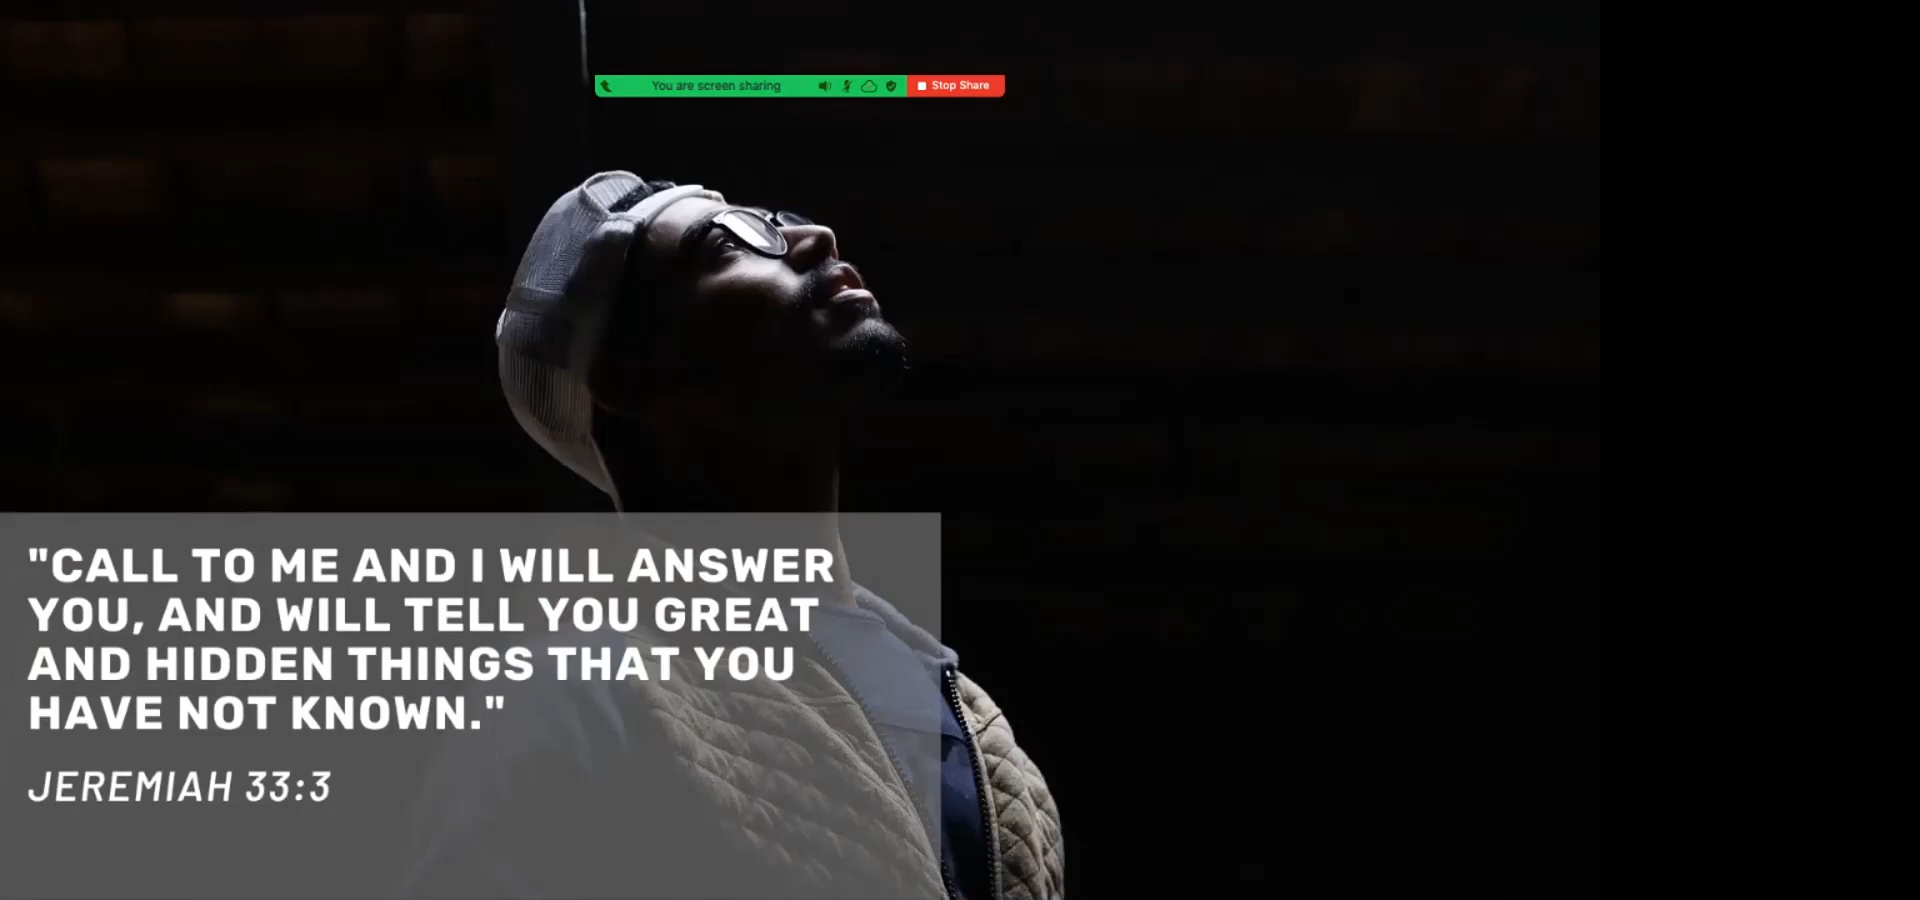 You are screen sharing
Stop Share
"CALL TO ME AND I WILL ANSWER
YOU, AND WILL TELL YOU GREAT
AND HIDDEN THINGS THAT YOU
HAVE NOT KNOWN."
JEREMIAH 33:3